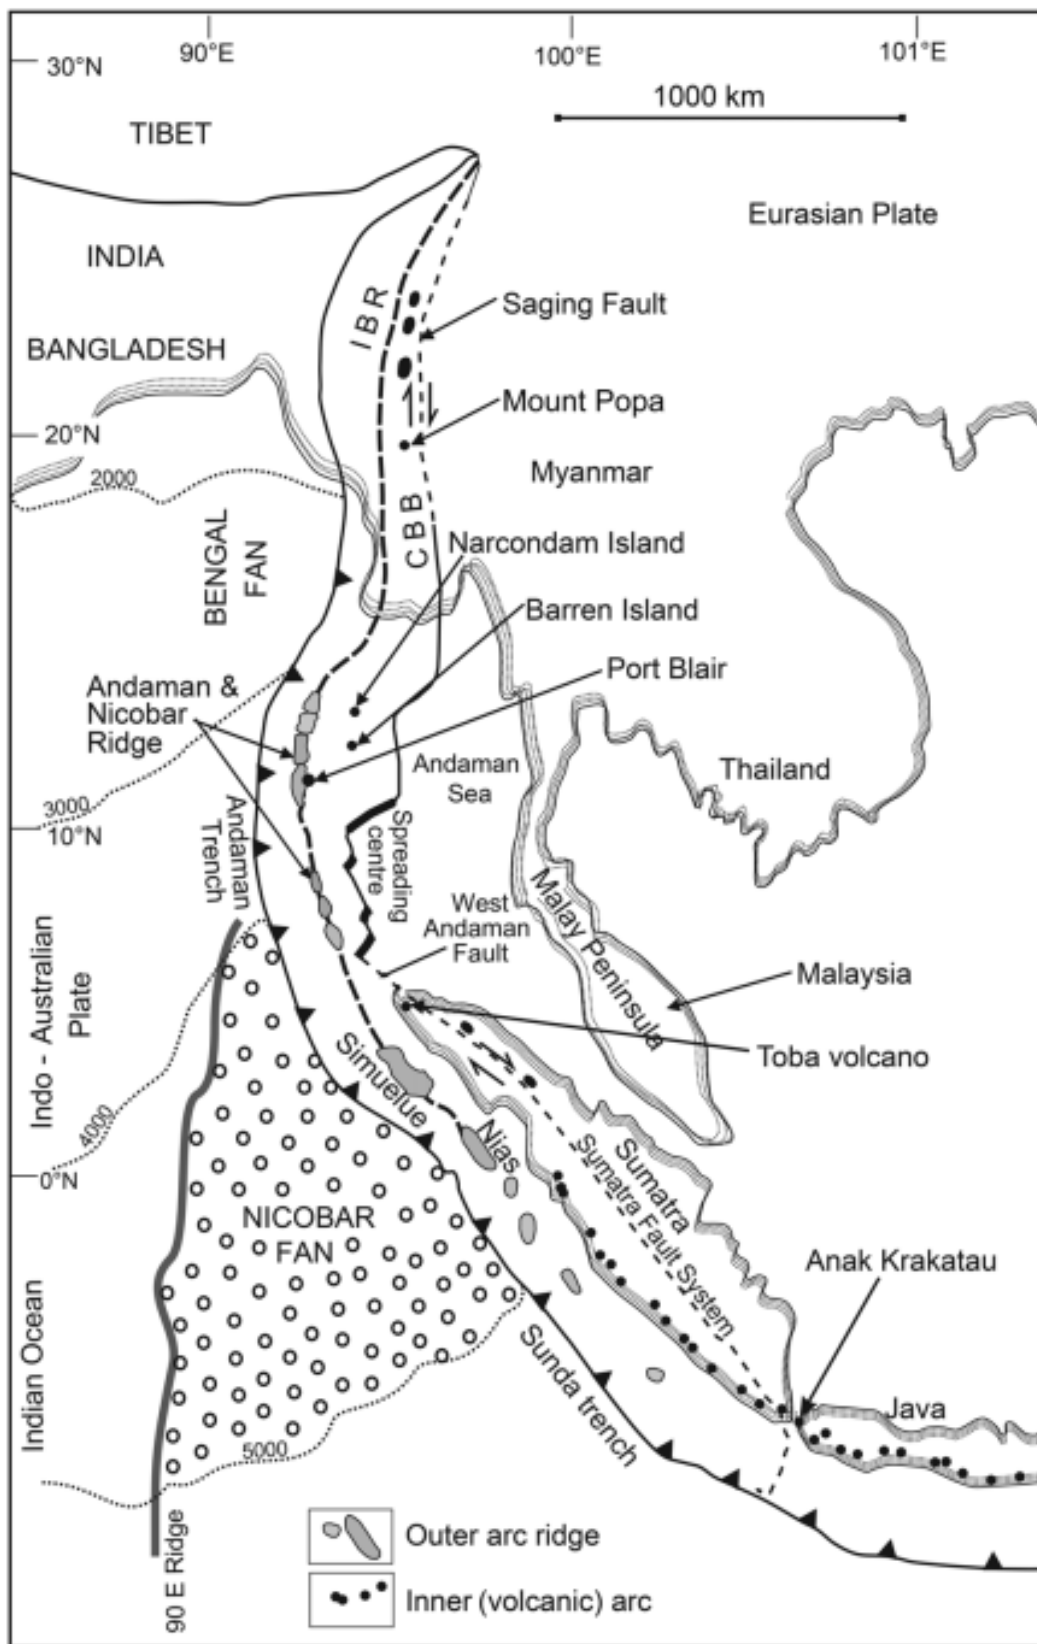 90°E
100°E
101°E
30°N
1000 km
TIBET
Eurasian Plate
INDIA
IBR
Saging Fault
BANGLADESH
Mount Popa
20°N
2000
Myanmar
CBB
BENGAL
FAN
Narcondam Island
Barren Island
Port Blair
Andaman &
Nicobar
Ridge
Andaman
Sea
Thailand
3000
10°N
Andaman
Trench
Spreading
centre
West
Andaman
Fault
Malay Peninsula
Malaysia
Indo - Australian
Plate
Toba volcano
Simuelue
4000
Nias
Sumatra
Sumatra Fault System
0°N
NICOBAR
FAN
Anak Krakatau
Indian Ocean
Sunda trench
Java
5000
90 E Ridge
Outer arc ridge
Inner (volcanic) arc